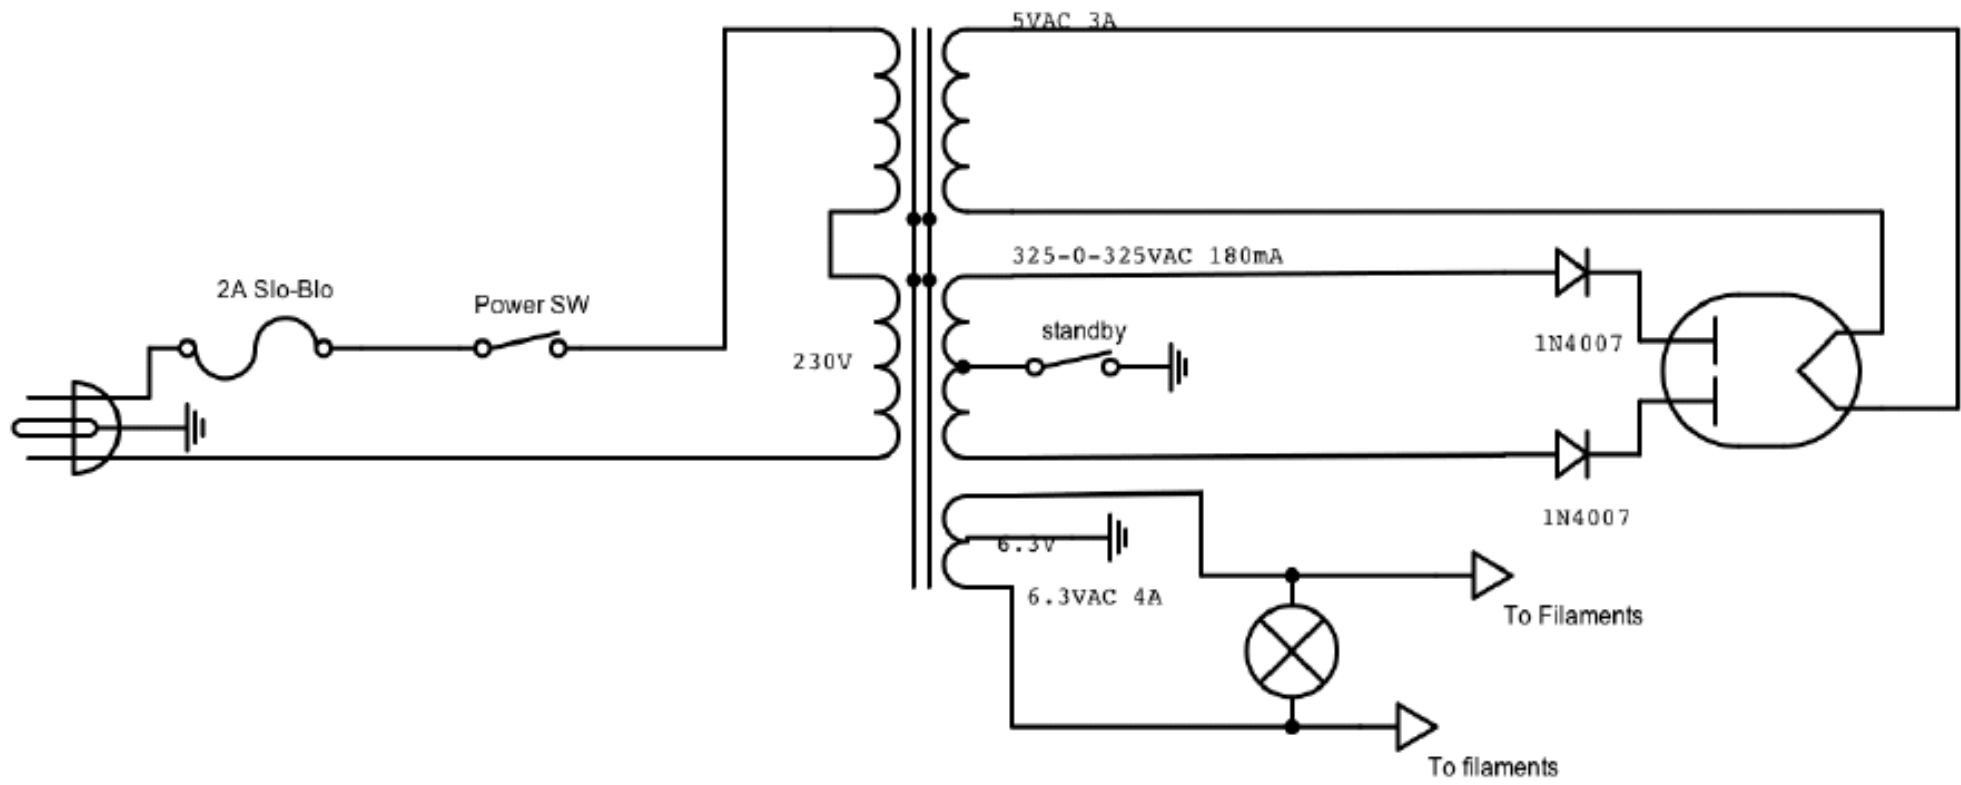 5VAC 3A
325-0-325VAC 180mA
2A Slo-Blo
Power SW
standby
1N4007
230V
1N4007
6.3V
6.3VAC 4A
To Filaments
To filaments